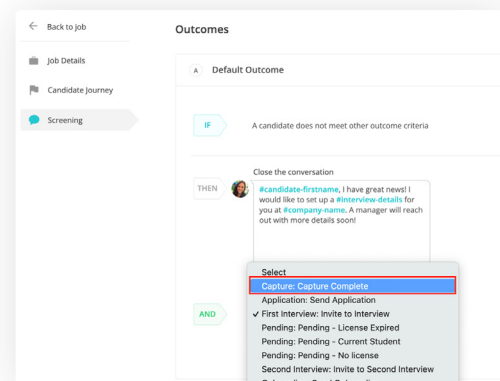 Back to job
Outcomes
Job Details
A Default Outcome
Candidate Journey
Screening
IF A candidate does not meet other outcome criteria
Close the conversation
THEN
#candidate-firstname, I have great news! I
would like to set up a #interview-details for
you at #company-name. A manager will reach
out with more details soon!
Select
Capture: Capture Complete
Application: Send Application
AND
✓ First Interview: Invite to Interview
Pending: Pending - License Expired
Pending: Pending - Current Student
Pending: Pending - No license
Second Interview: Invite to Second Interview